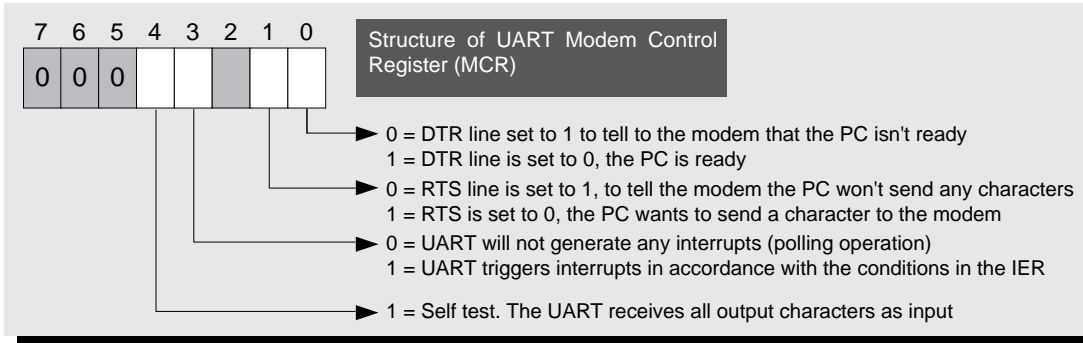 7 6 5 4 3 2 1 0
0 0 0
Structure of UART Modem Control
Register (MCR)
0 = DTR line set to 1 to tell to the modem that the PC isn't ready
1 = DTR line is set to 0, the PC is ready
0 = RTS line is set to 1, to tell the modem the PC won't send any characters
1 = RTS is set to 0, the PC wants to send a character to the modem
0 = UART will not generate any interrupts (polling operation)
1 = UART triggers interrupts in accordance with the conditions in the IER
1 = Self test. The UART receives all output characters as input